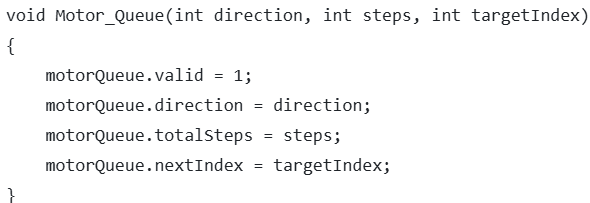 void Motor_Queue(int direction, int steps, int targetIndex)
{
    motorQueue.valid = 1;
    motorQueue.direction = direction;
    motorQueue.totalSteps = steps;
    motorQueue.nextIndex = targetIndex;
}